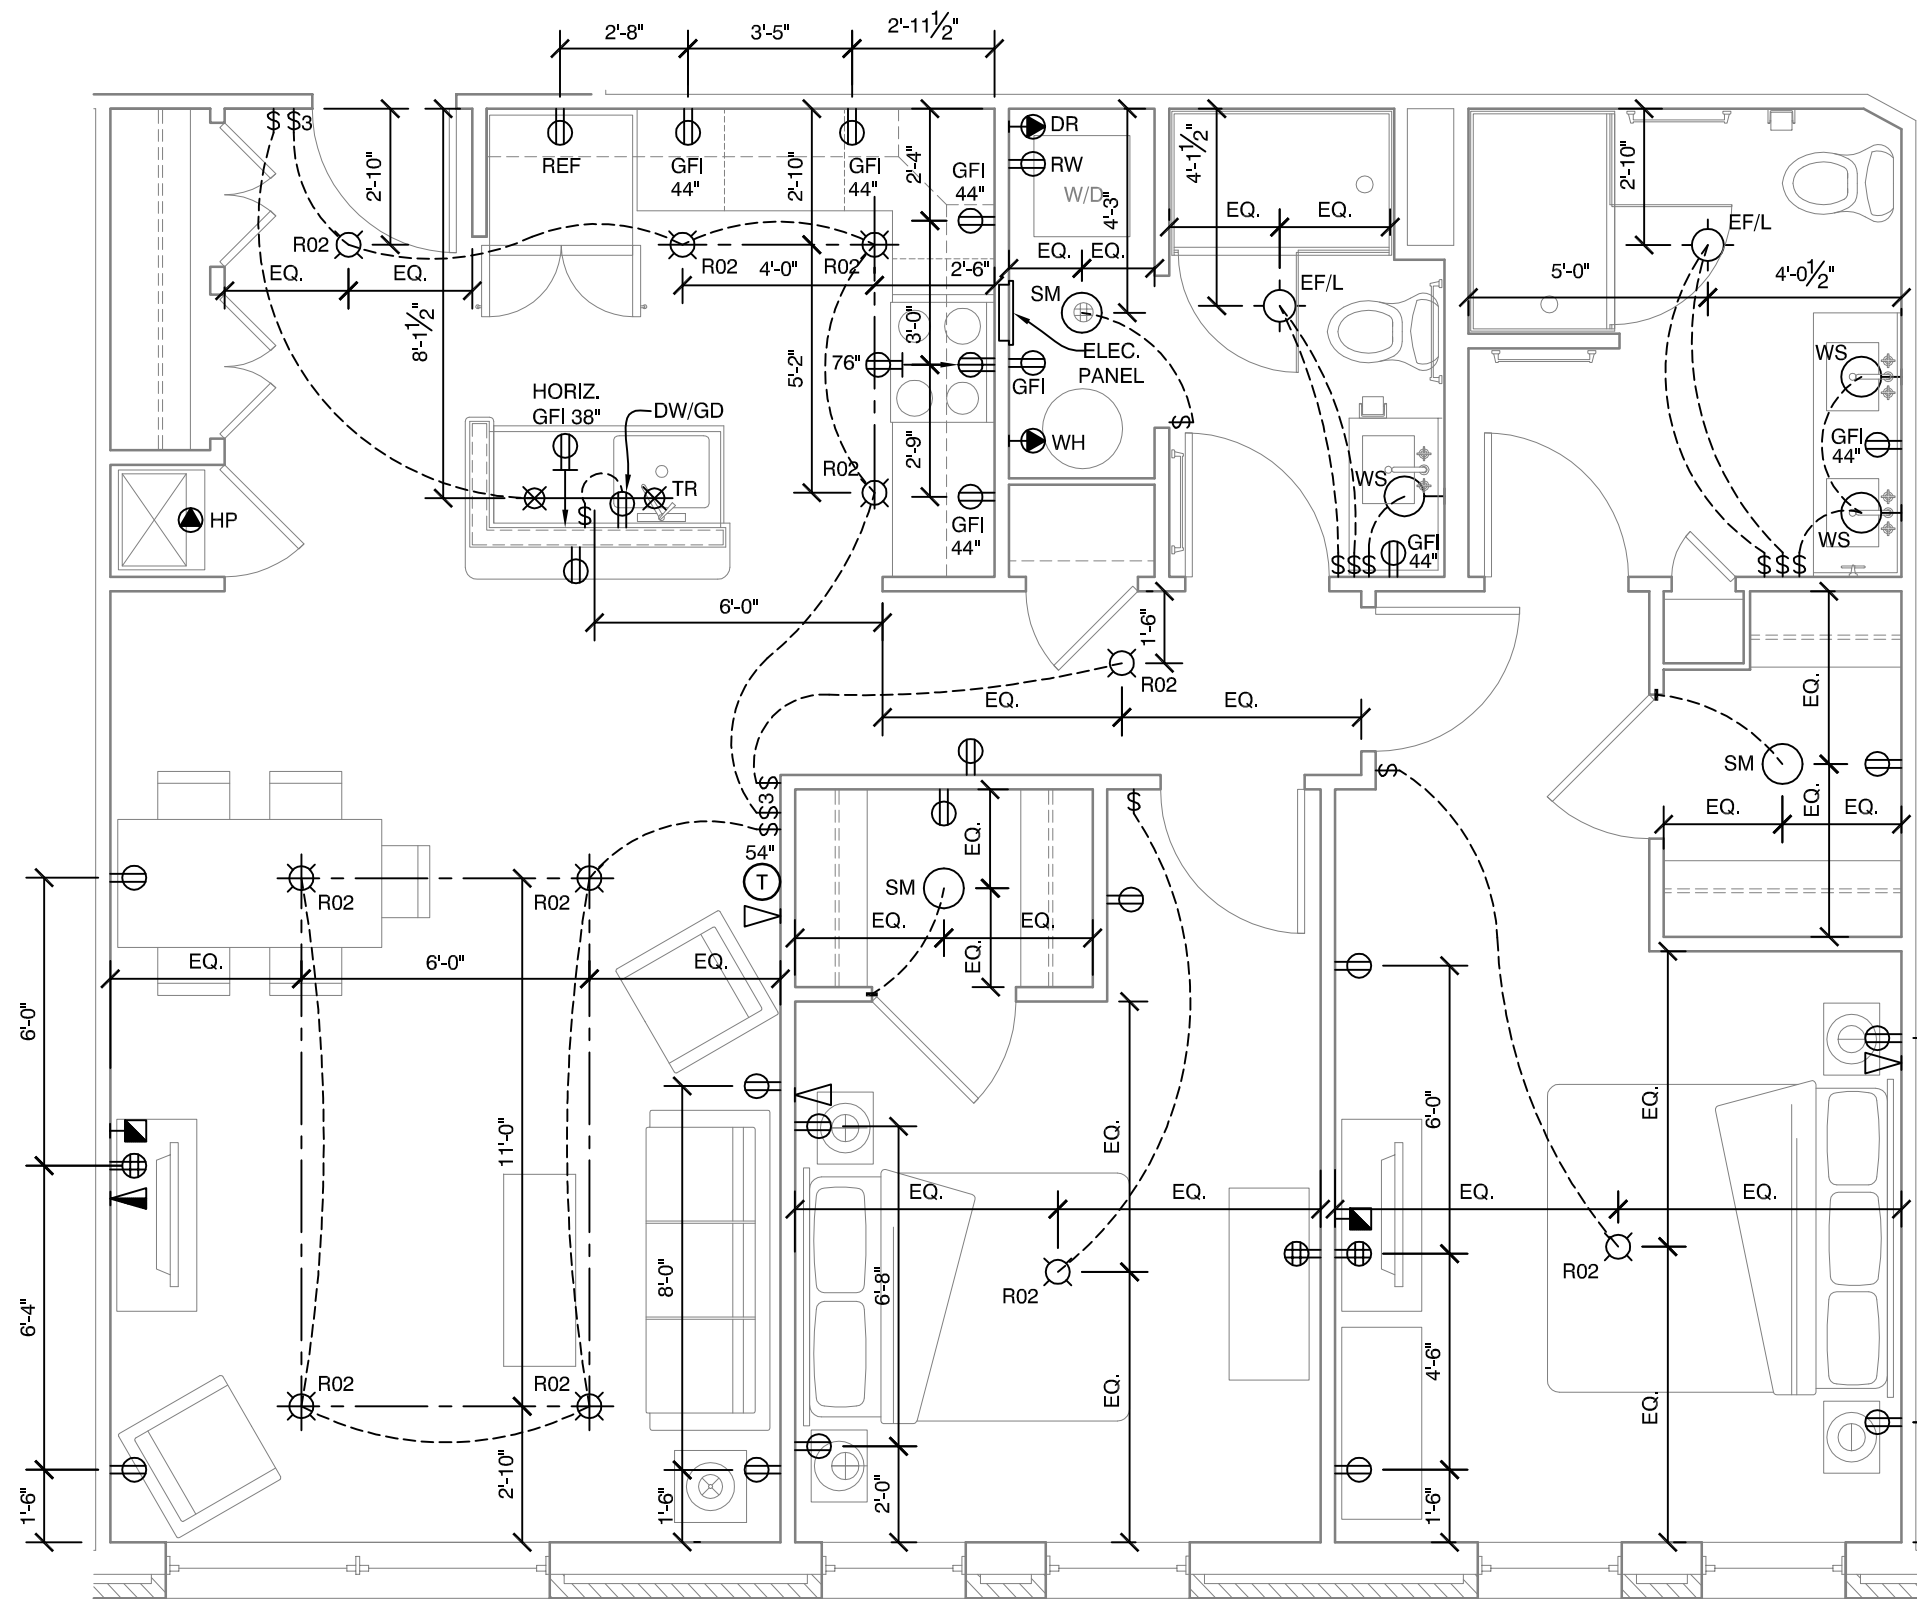 2'-8"
3'-5"
2'-11½"
$ $3
REF
GFI
44"
GFI
44"
GFI
44"
2'-10"
2'-10"
2'-4"
DR
RW
W/D
4'-3"
4'-1½"
2'-10"
R02
R02
R02
EQ.
EQ.
4'-0"
2'-6"
EQ.
EQ.
EQ.
EQ.
EF/L
EF/L
5'-0"
4'-0½"
SM
8'-1½"
5'-2"
3'-0"
76"
GFI
ELEC.
PANEL
WS
HORIZ.
GFI 38"
DW/GD
WH
$
2'-9"
GFI
44"
R02
TR
$
WS
WS
HP
GFI
44"
$$$
GFI
44"
$ $ $
6'-0"
1'-6"
R02
EQ.
EQ.
EQ.
SM
EQ.
EQ.
EQ.
$
$
$3
$
54"
T
$
EQ.
SM
EQ.
EQ.
EQ.
R02
R02
EQ.
6'-0"
EQ.
6'-0"
11'-0"
6'-4"
8'-0"
6'-8"
EQ.
EQ.
EQ.
R02
EQ.
6'-0"
EQ.
EQ.
EQ.
R02
EQ.
4'-6"
R02
R02
1'-6"
2'-10"
1'-6"
2'-0"
1'-6"